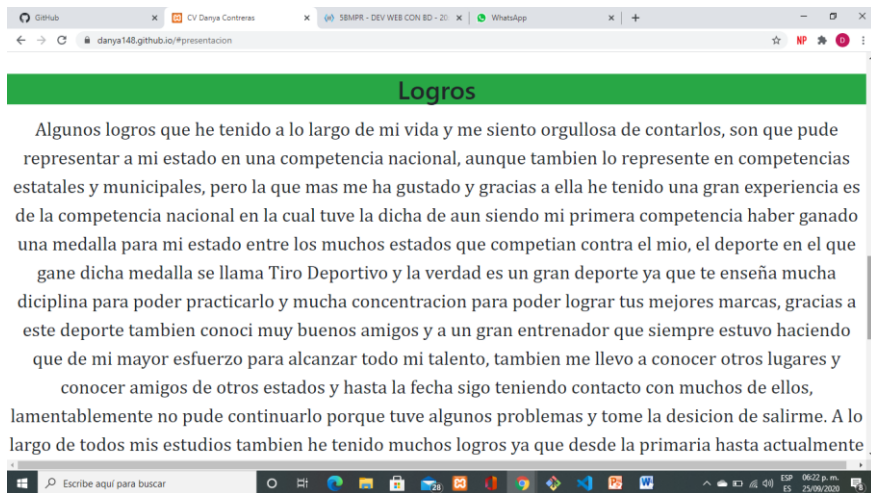 GitHub
CV Danya Contreras
SBMPR - DEV WEB CON BD - 20
WhatsApp
danya148.github.io/#presentacion
NP
D
Logros
Algunos logros que he tenido a lo largo de mi vida y me siento orgullosa de contarlos, son que pude
representar a mi estado en una competencia nacional, aunque tambien lo represente en competencias
estatales y municipales, pero la que mas me ha gustado y gracias a ella he tenido una gran experiencia es
de la competencia nacional en la cual tuve la dicha de aun siendo mi primera competencia haber ganado
una medalla para mi estado entre los muchos estados que competian contra el mio, el deporte en el que
gane dicha medalla se llama Tiro Deportivo y la verdad es un gran deporte ya que te enseña mucha
diciplina para poder practicarlo y mucha concentracion para poder lograr tus mejores marcas, gracias a
este deporte tambien conoci muy buenos amigos y a un gran entrenador que siempre estuvo haciendo
que de mi mayor esfuerzo para alcanzar todo mi talento, tambien me llevo a conocer otros lugares y
conocer amigos de otros estados y hasta la fecha sigo teniendo contacto con muchos de ellos,
lamentablemente no pude continuarlo porque tuve algunos problemas y tome la desicion de salirme. A lo
largo de todos mis estudios tambien he tenido muchos logros ya que desde la primaria hasta actualmente
Escribe aquí para buscar
28
ESP
ES
06:22 p. m.
25/09/2020